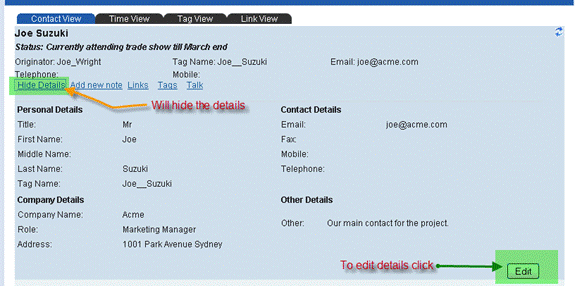 Contact View Time View Tag View Link View
Joe Suzuki
Status: Currently attending trade show till March end
Originator: Joe_Wright Tag Name: Joe__Suzuki Email: joe@acme.com
Telephone: Mobile:
Hide Details Add new note Links Tags Talk
Will hide the details
Personal Details Contact Details
Title: Mr Email: joe@acme.com
First Name: Joe Fax:
Middle Name: Mobile:
Last Name: Suzuki Telephone:
Tag Name: Joe__Suzuki
Company Details Other Details
Company Name: Acme Other: Our main contact for the project.
Role: Marketing Manager
Address: 1001 Park Avenue Sydney
To edit details click Edit